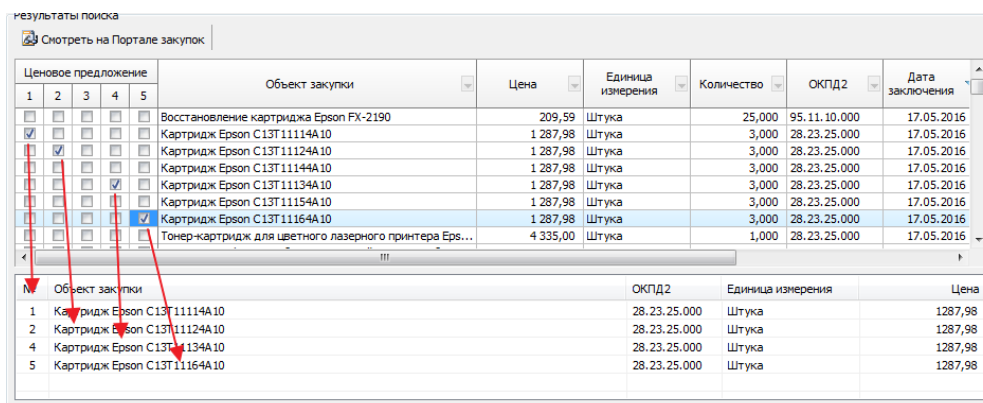 Результаты поиска
Смотреть на Портале закупок
Ценовое предложение Объект закупки Цена Единица измерения Количество ОКПД2 Дата заключения
1 2 3 4 5
Восстановление картриджа Epson FX-2190 209,59 Штука 25,000 95.11.10.000 17.05.2016
Картридж Epson C13T11114A10 1 287,98 Штука 3,000 28.23.25.000 17.05.2016
Картридж Epson C13T11124A10 1 287,98 Штука 3,000 28.23.25.000 17.05.2016
Картридж Epson C13T11144A10 1 287,98 Штука 3,000 28.23.25.000 17.05.2016
Картридж Epson C13T11134A10 1 287,98 Штука 3,000 28.23.25.000 17.05.2016
Картридж Epson C13T11154A10 1 287,98 Штука 3,000 28.23.25.000 17.05.2016
Картридж Epson C13T11164A10 1 287,98 Штука 3,000 28.23.25.000 17.05.2016
Тонер-картридж для цветного лазерного принтера Eps... 4 335,00 Штука 1,000 28.23.25.000 17.05.2016
№ Объект закупки ОКПД2 Единица измерения Цена
1 Картридж Epson C13T11114A10 28.23.25.000 Штука 1287,98
2 Картридж Epson C13T11124A10 28.23.25.000 Штука 1287,98
4 Картридж Epson C13T11134A10 28.23.25.000 Штука 1287,98
5 Картридж Epson C13T11164A10 28.23.25.000 Штука 1287,98